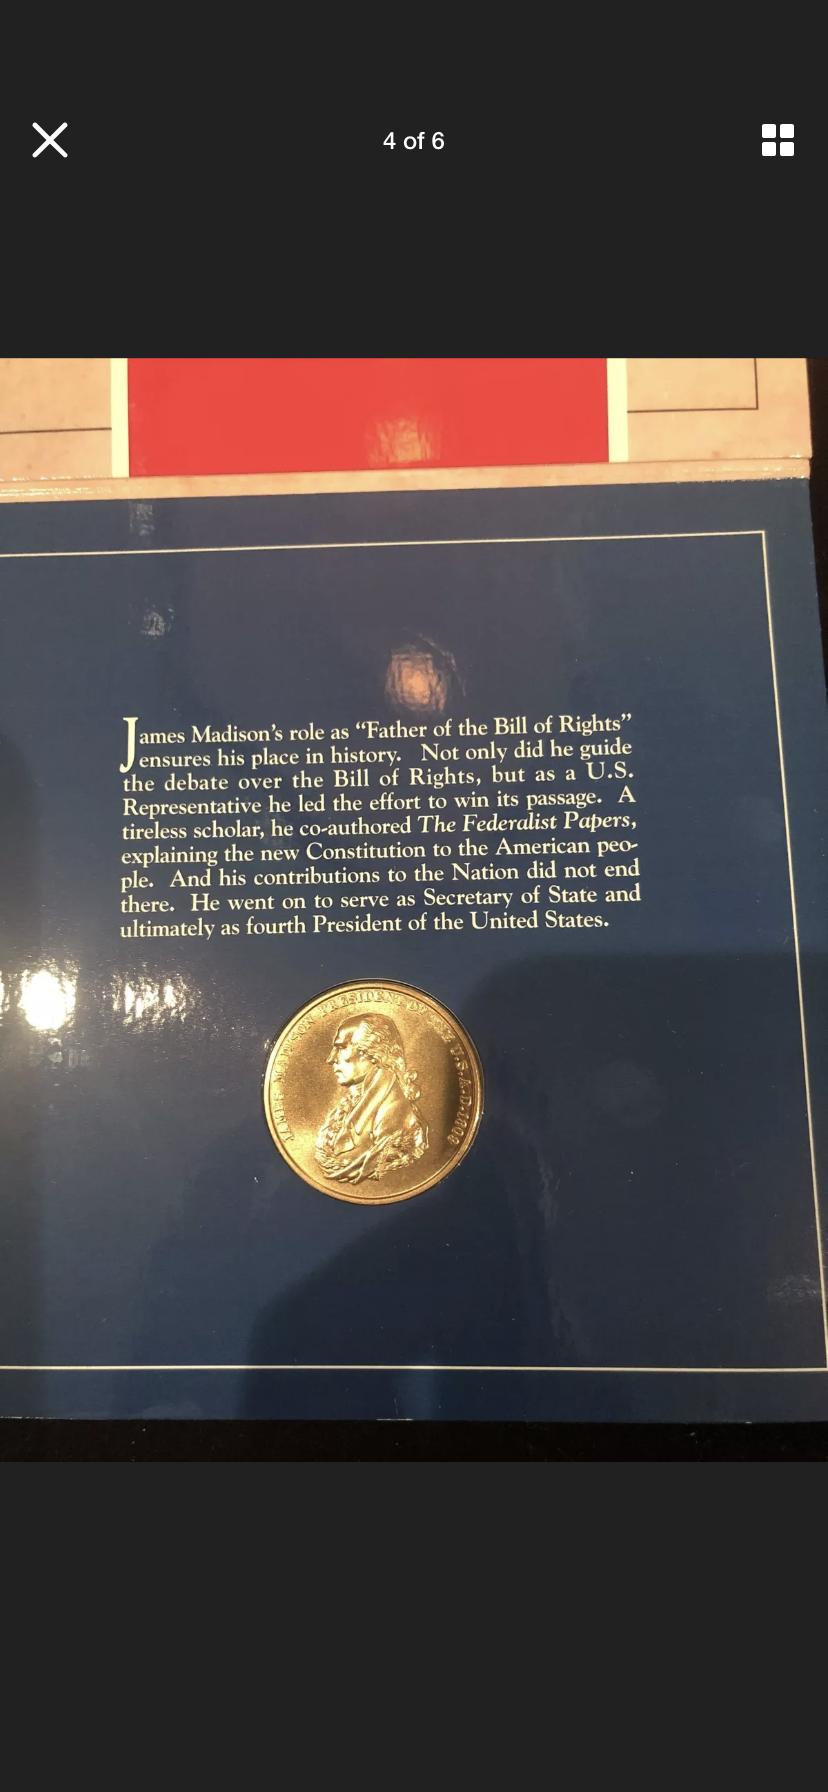 4 of 6
James Madison's role as “Father of the Bill of Rights”
ensures his place in history. Not only did he guide
the debate over the Bill of Rights, but as a U.S.
Representative he led the effort to win its passage. A
tireless scholar, he co-authored The Federalist Papers,
explaining the new Constitution to the American peo-
ple. And his contributions to the Nation did not end
there. He went on to serve as Secretary of State and
ultimately as fourth President of the United States.
JAMES MADISON PRESIDENT OF THE U.S. A.D. 1809